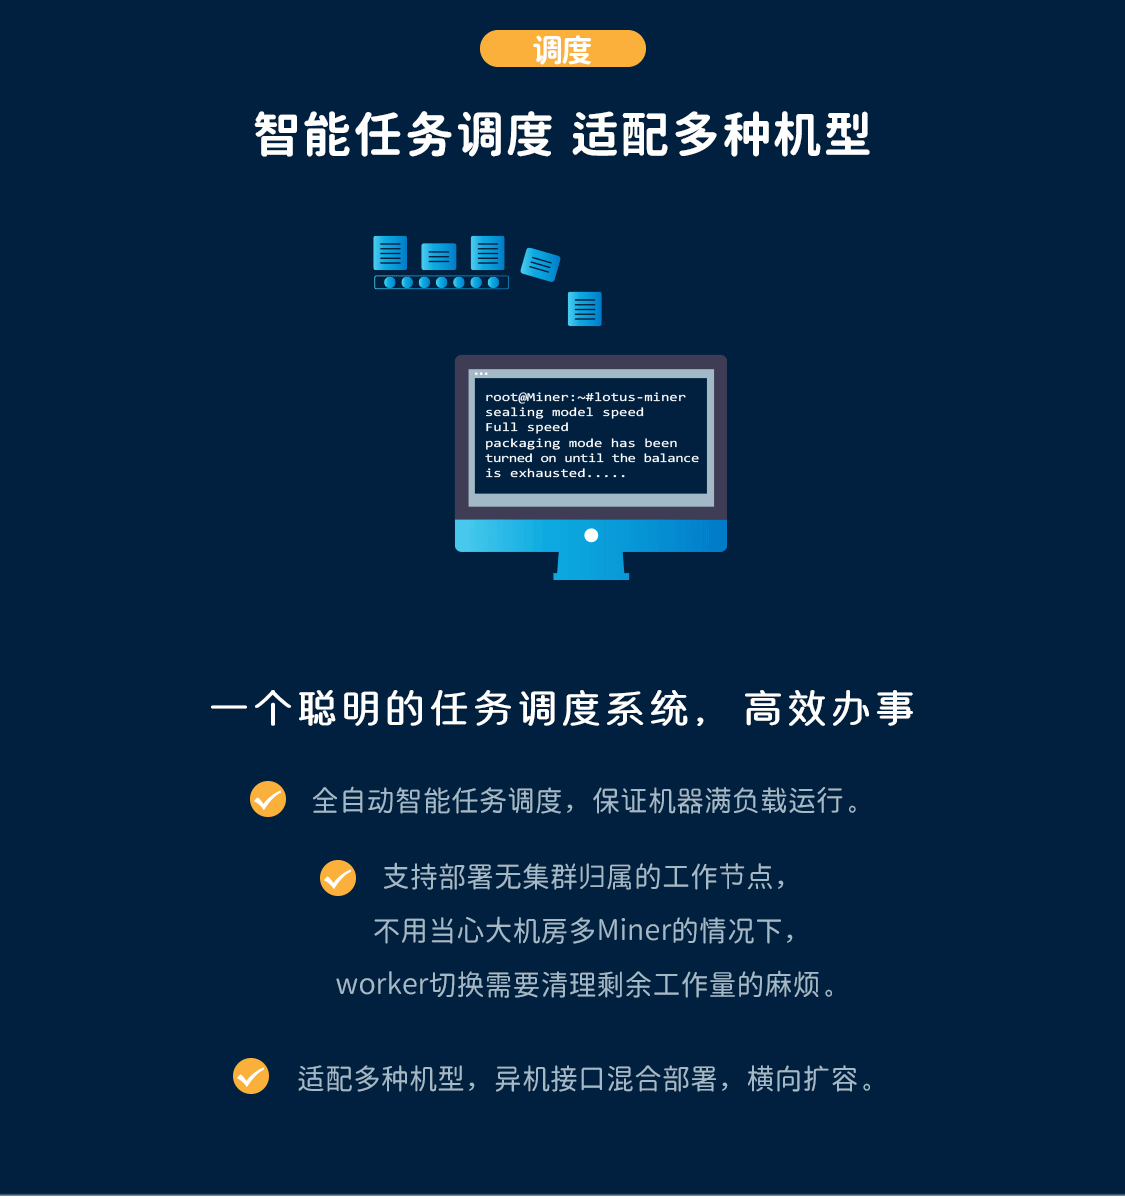 调度
智能任务调度 适配多种机型
root@Miner:~#lotus-miner
sealing model speed
Full speed
packaging mode has been
turned on until the balance
is exhausted.....
一个聪明的任务调度系统，高效办事
全自动智能任务调度，保证机器满负载运行。
支持部署无集群归属的工作节点，
不用当心大机房多Miner的情况下，
worker切换需要清理剩余工作量的麻烦。
适配多种机型，异机接口混合部署，横向扩容。